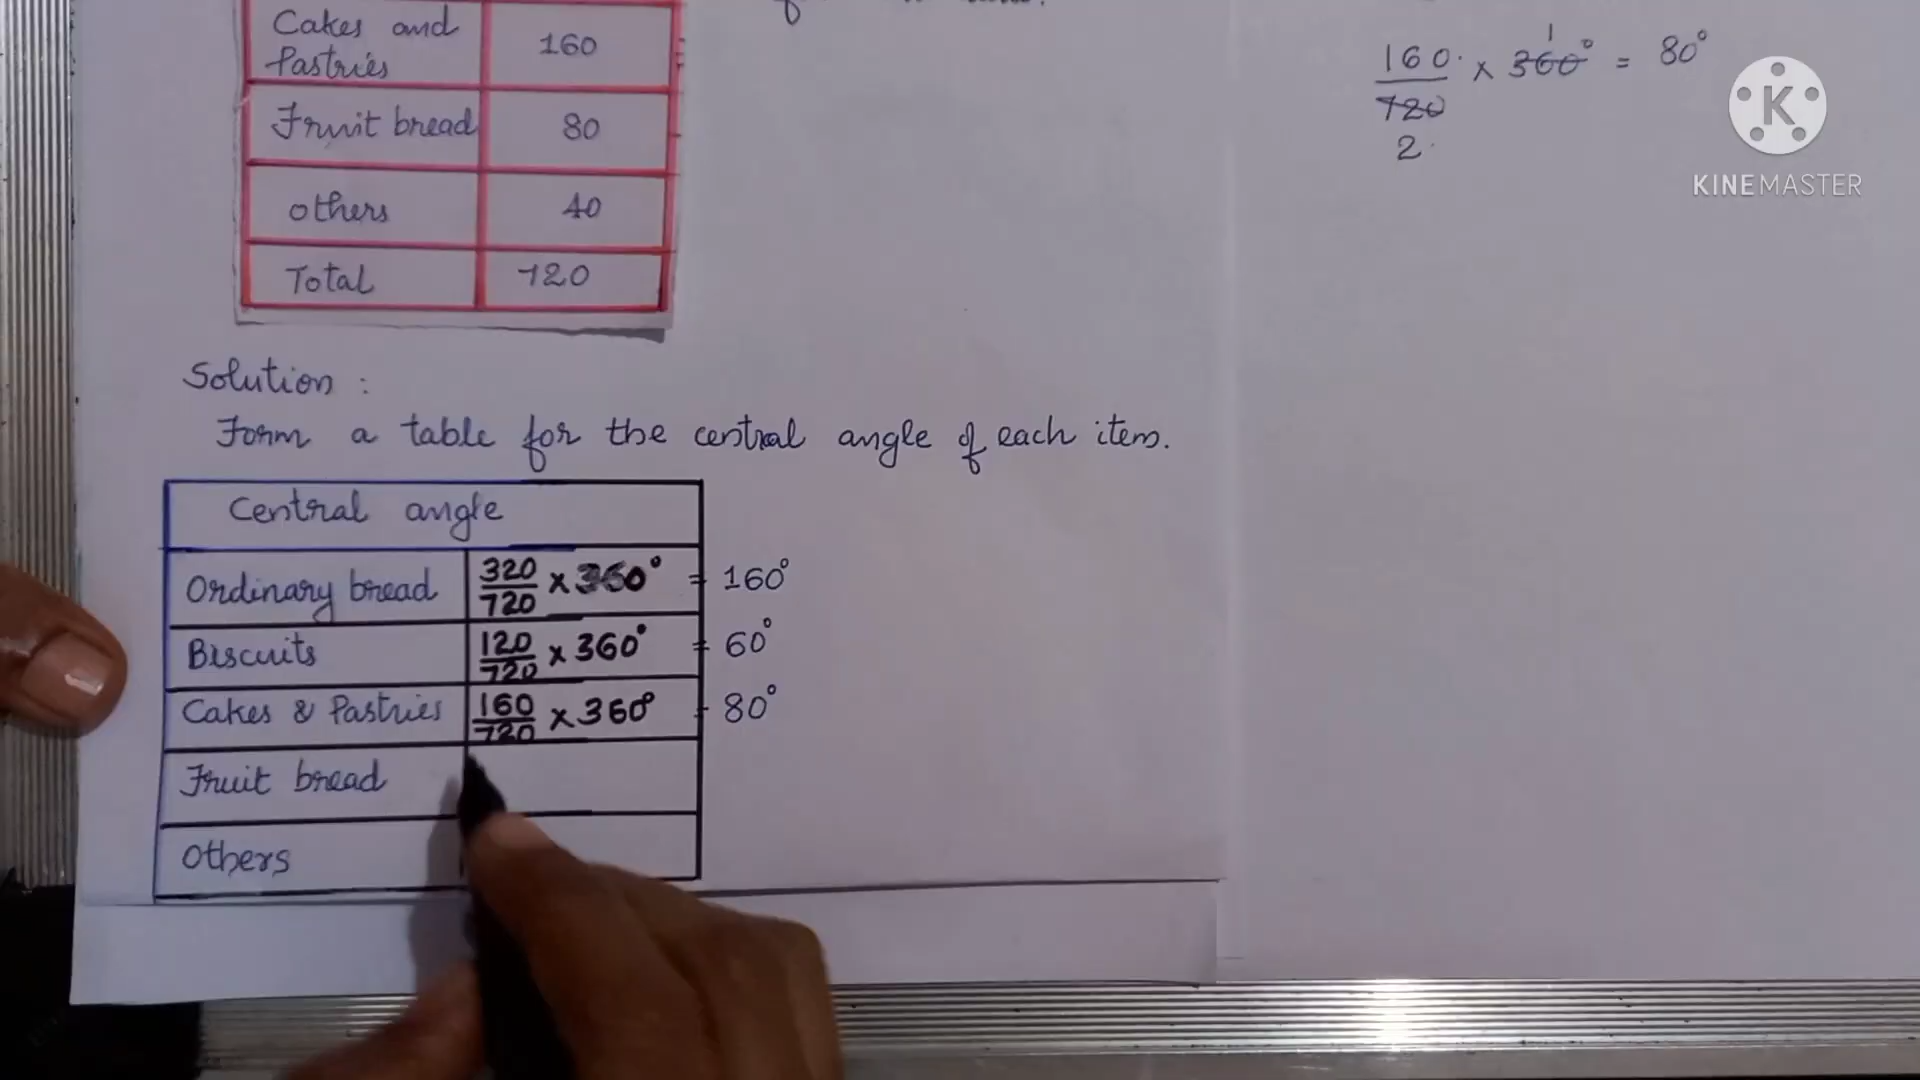 Cakes and Pastries 160
160 × 360° = 80°
720
1
2
Fruit bread 80
others 40
Total 720
KINEMASTER
Solution :
Form a table for the central angle of each item.
Central angle
Ordinary bread 320/720 × 360° = 160°
Biscuits 120/720 × 360° = 60°
Cakes & Pastries 160/720 × 360° = 80°
Fruit bread
Others